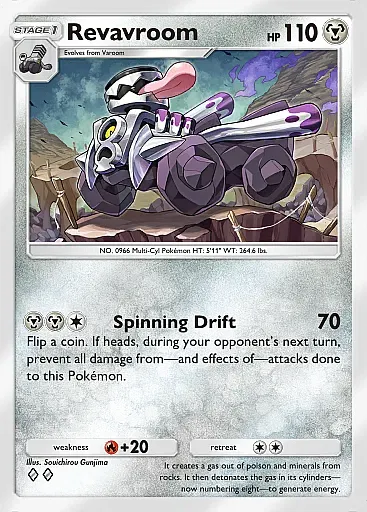 STAGE 1 Revavroom HP 110
Evolves from Varoom
NO. 0966 Multi-Cyl Pokémon HT: 5'11" WT: 264.6 lbs.
Spinning Drift 70
Flip a coin. If heads, during your opponent's next turn,
prevent all damage from—and effects of—attacks done
to this Pokémon.
weakness +20 retreat
Illus. Souichirou Gunjima
It creates a gas out of poison and minerals from
rocks. It then detonates the gas in its cylinders—
now numbering eight—to generate energy.